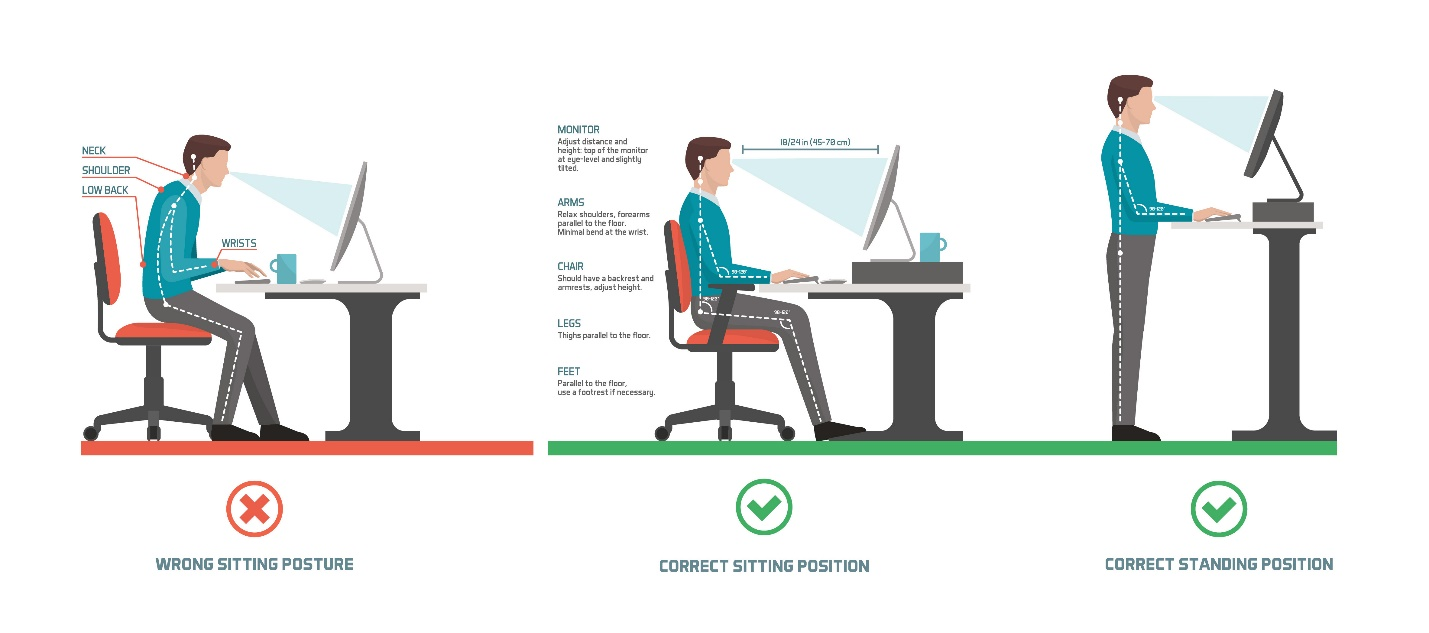 NECK
SHOULDER
LOW BACK
WRISTS
WRONG SITTING POSTURE
MONITOR
Adjust distance and
height: top of the monitor
at eye-level and slightly
tilted.
ARMS
Relax shoulders, forearms
parallel to the floor.
Minimal bend at the wrist.
CHAIR
Should have a backrest and
armrests, adjust height.
LEGS
Thighs parallel to the floor.
FEET
Parallel to the floor,
use a footrest if necessary.
18/24 in (45-70 cm)
CORRECT SITTING POSITION
CORRECT STANDING POSITION